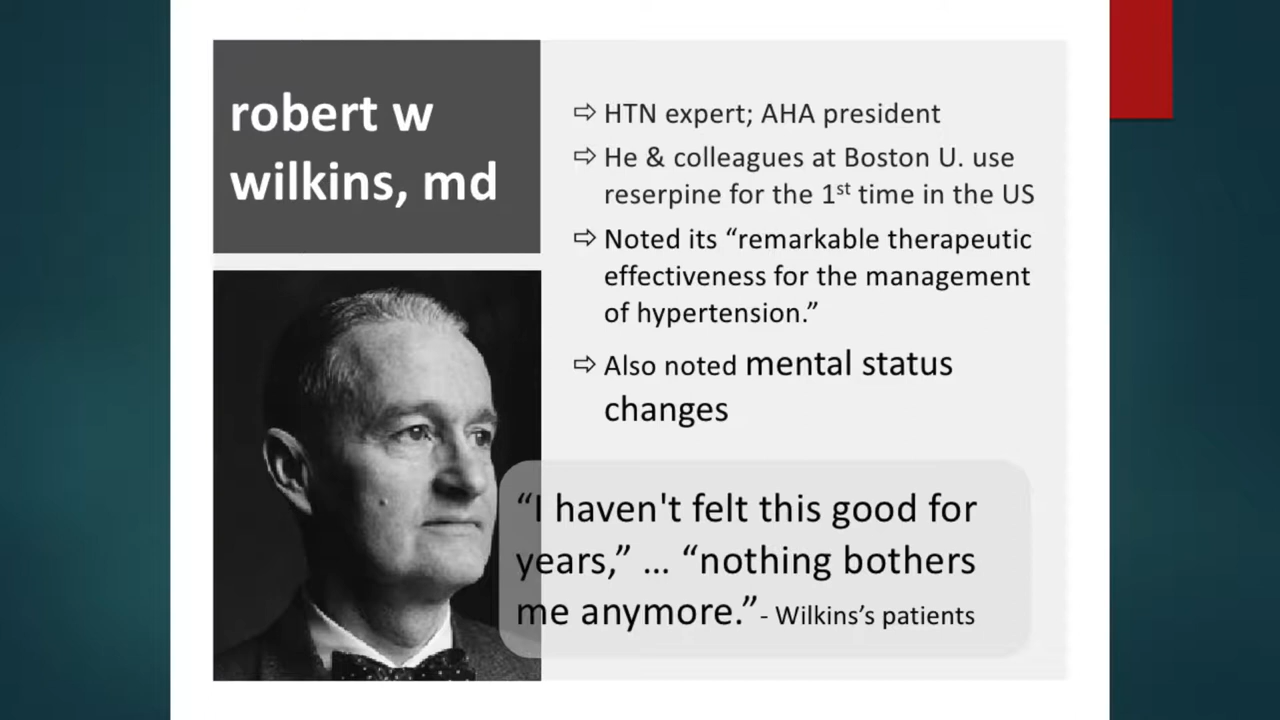 robert w
wilkins, md
⇨ HTN expert; AHA president
⇨ He & colleagues at Boston U. use
reserpine for the 1st time in the US
⇨ Noted its “remarkable therapeutic
effectiveness for the management
of hypertension.”
⇨ Also noted mental status
changes
“I haven't felt this good for
years,” … “nothing bothers
me anymore.”- Wilkins’s patients